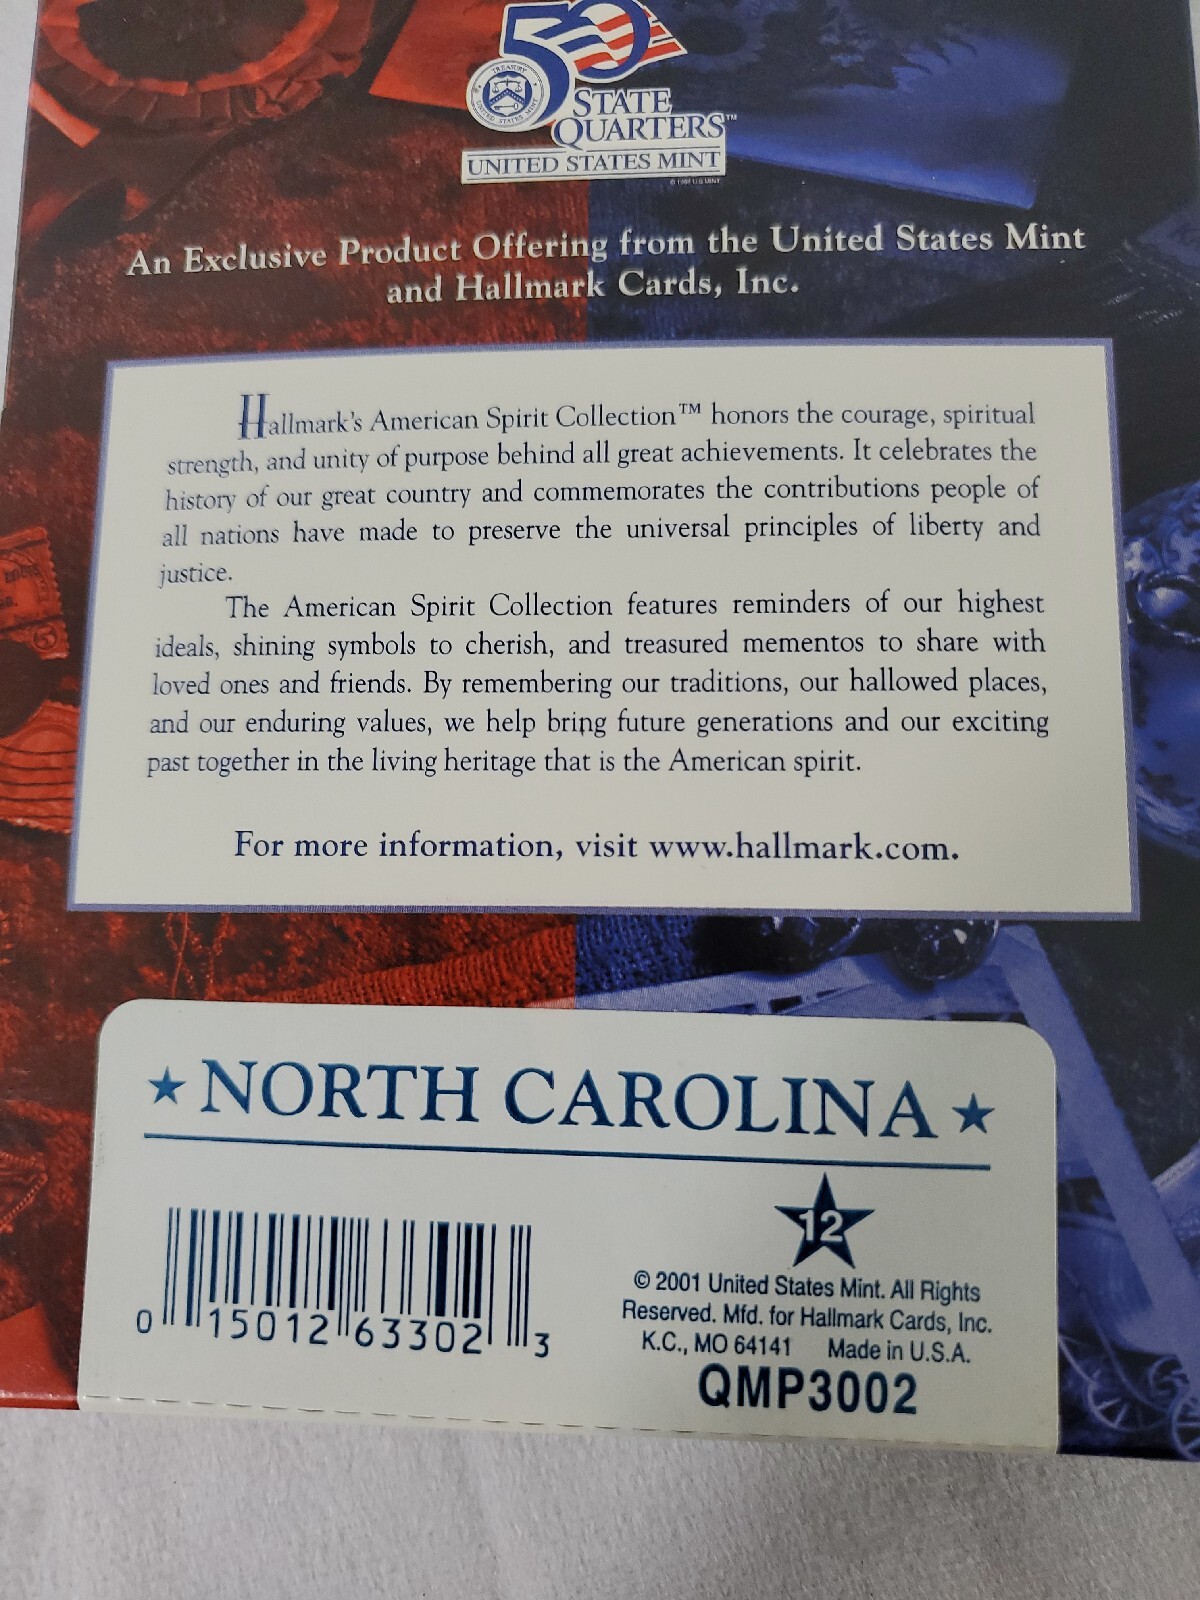 50
TREASURY
UNITED STATES MINT
STATE
QUARTERS™
UNITED STATES MINT
An Exclusive Product Offering from the United States Mint
and Hallmark Cards, Inc.
Hallmark's American Spirit Collection™ honors the courage, spiritual
strength, and unity of purpose behind all great achievements. It celebrates the
history of our great country and commemorates the contributions people of
all nations have made to preserve the universal principles of liberty and
justice.
The American Spirit Collection features reminders of our highest
ideals, shining symbols to cherish, and treasured mementos to share with
loved ones and friends. By remembering our traditions, our hallowed places,
and our enduring values, we help bring future generations and our exciting
past together in the living heritage that is the American spirit.
For more information, visit www.hallmark.com.
★ NORTH CAROLINA ★
12
0 15012 63302 3
© 2001 United States Mint. All Rights
Reserved. Mfd. for Hallmark Cards, Inc.
K.C., MO 64141 Made in U.S.A.
QMP3002